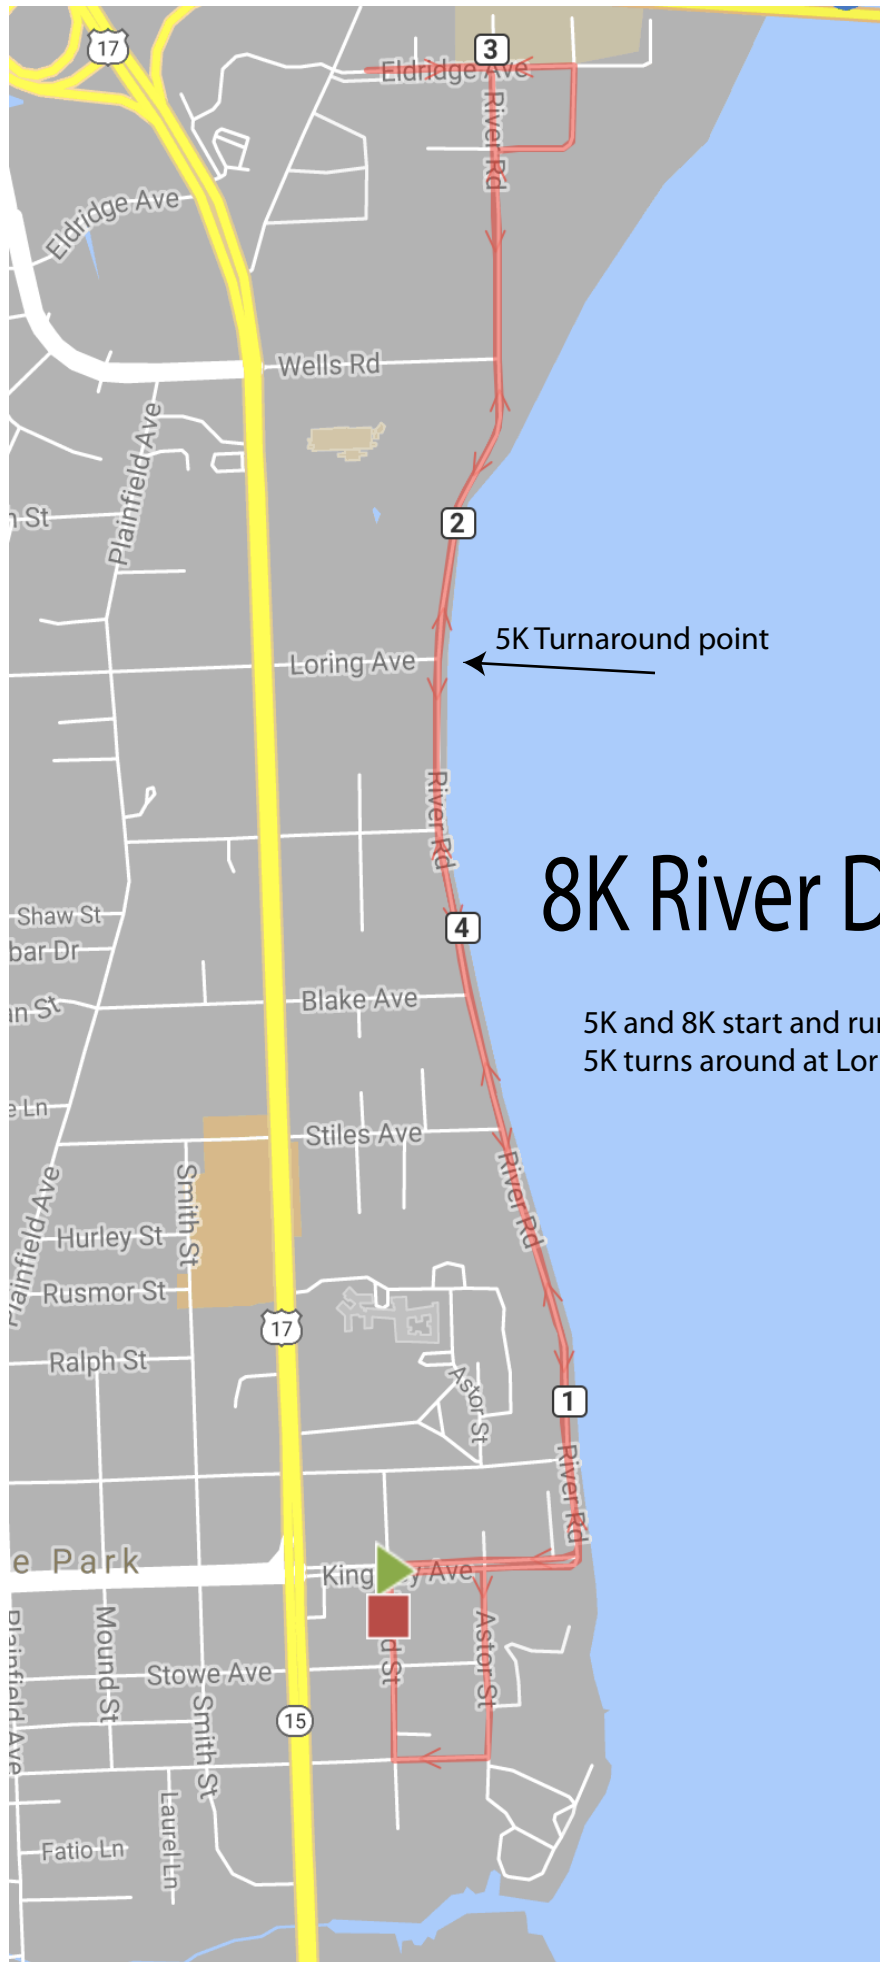 17
3
Eldridge Ave
River Rd
Eldridge Ave
Wells Rd
Plainfield Ave
St
2
5K Turnaround point
Loring Ave
River Rd
8K River D
Shaw St
4
bar Dr
Blake Ave
an St
5K and 8K start and run
5K turns around at Lor
e Ln
Stiles Ave
River Rd
Smith St
Plainfield Ave
Hurley St
Rusmor St
17
Ralph St
Astor St
1
River Rd
e Park
King y Ave
Plainfield Ave
Mound St
d St
Astor St
Stowe Ave
Smith St
15
Laurel Ln
Fatio Ln